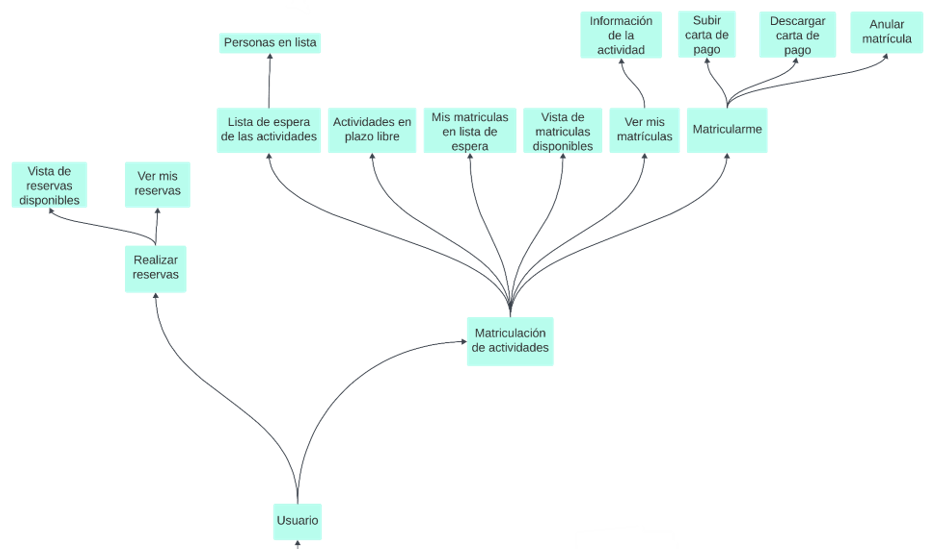 Información
de la
actividad
Subir
carta de
pago
Descargar
carta de
pago
Anular
matrícula
Personas en lista
Lista de espera
de las actividades
Actividades en
plazo libre
Mis matriculas
en lista de
espera
Vista de
matriculas
disponibles
Ver mis
matrículas
Matricularme
Vista de
reservas
disponibles
Ver mis
reservas
Realizar
reservas
Matriculación
de actividades
Usuario